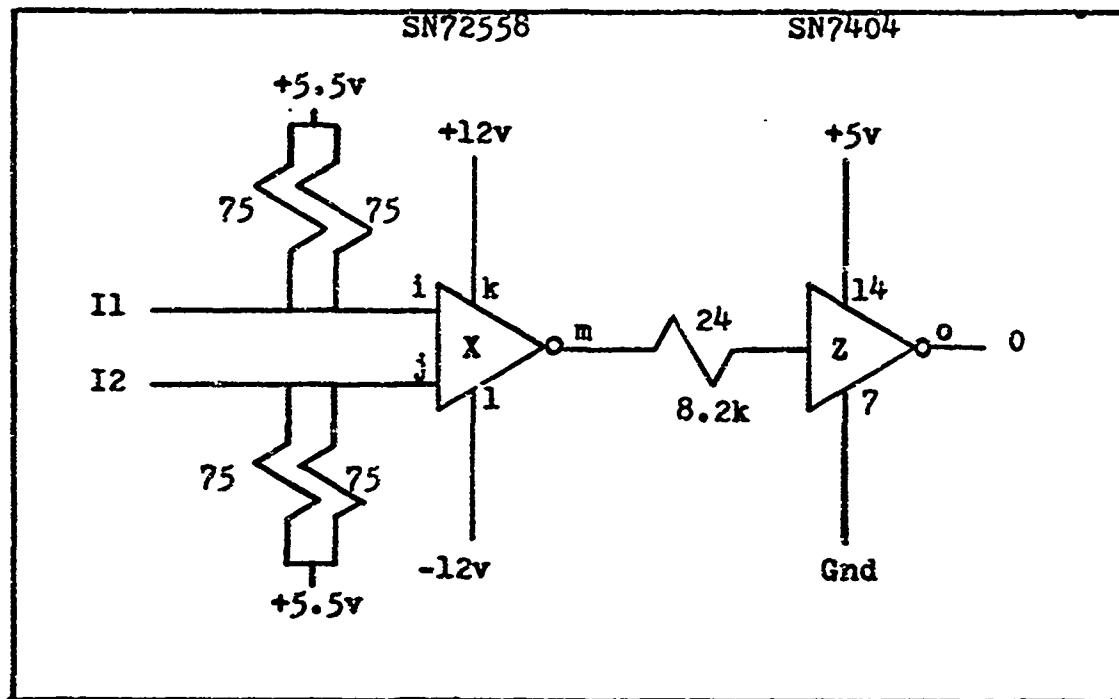 SN72558 SN7404
+5.5v
+12v +5v
75 75
I1 i k 14
m 24 o O
X Z
I2 j 1 7
8.2k
75 75
-12v Gnd
+5.5v